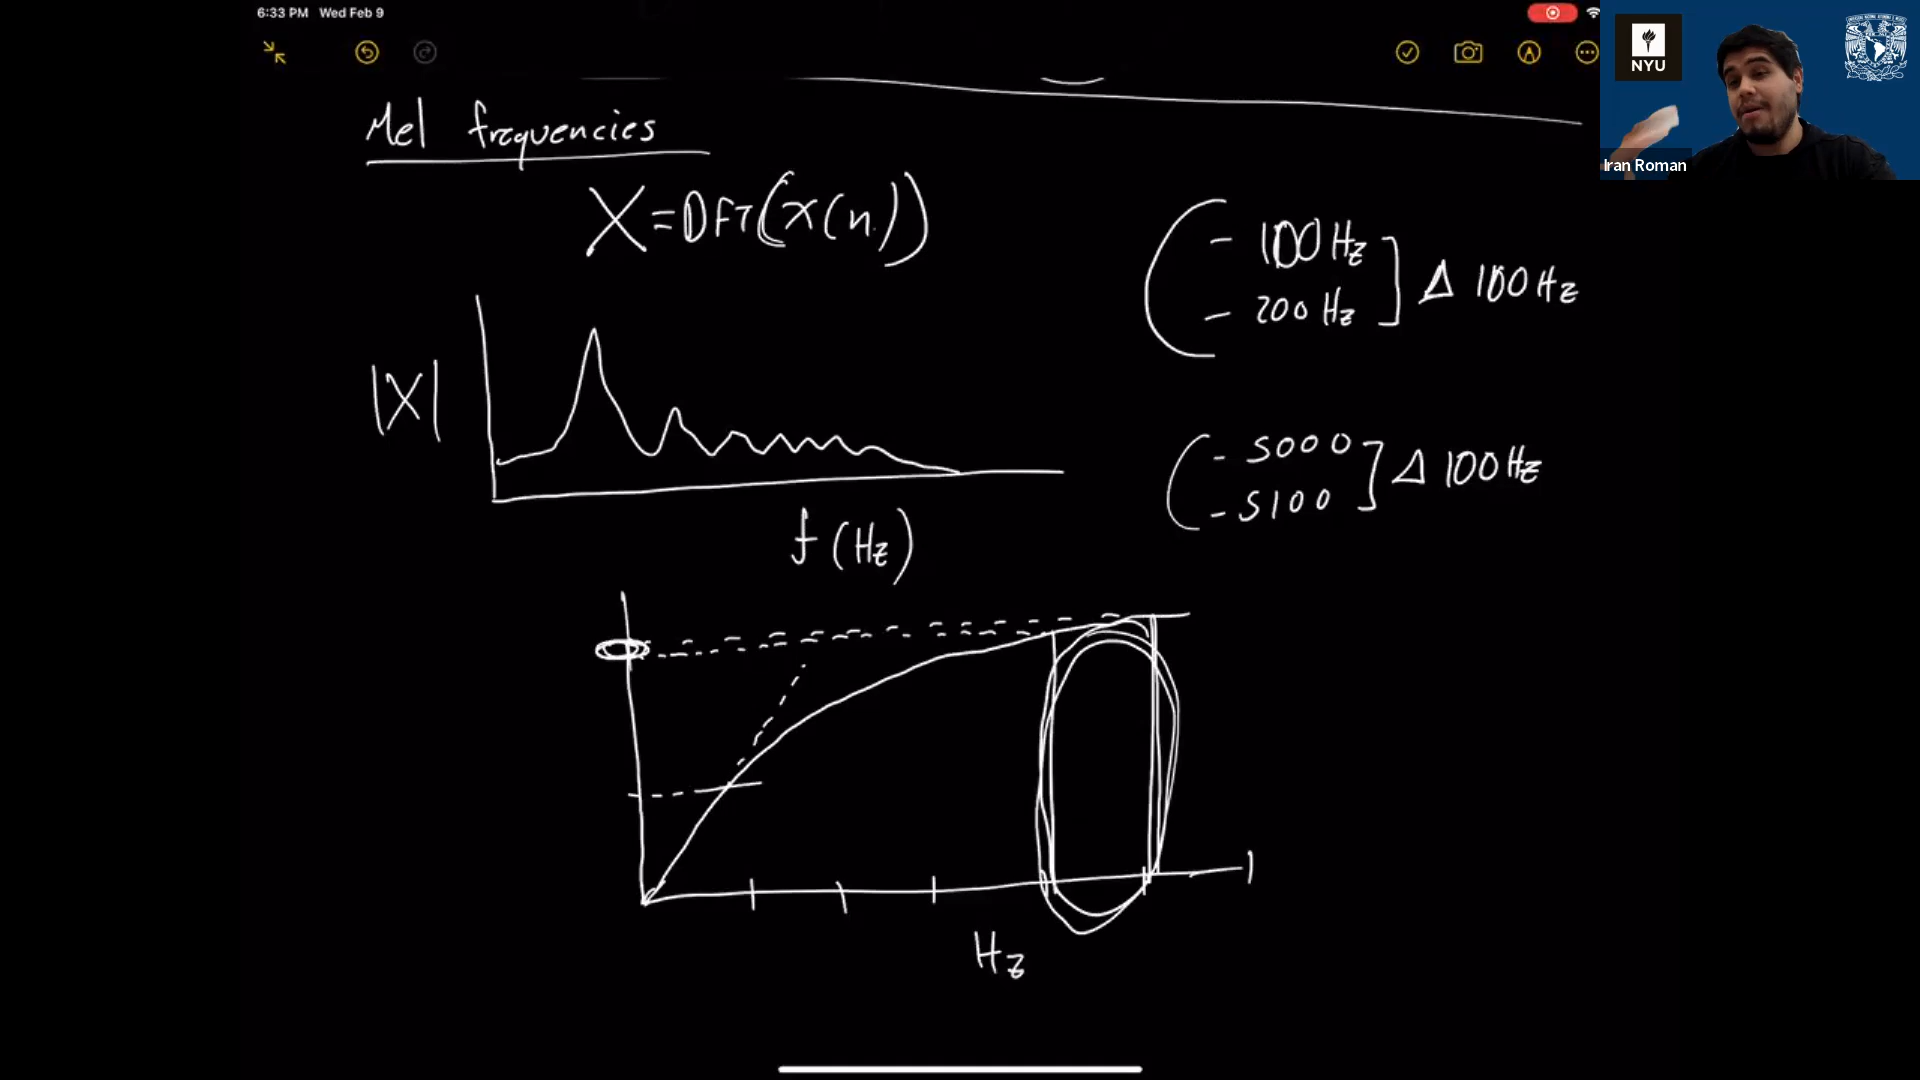 6:33 PM Wed Feb 9
NYU
Iran Roman
Mel frequencies
X=DFT(x(n))
- 100 Hz
- 200 Hz
Δ 100 Hz
|X|
f (Hz)
- 5000
- 5100
Δ 100 Hz
Hz